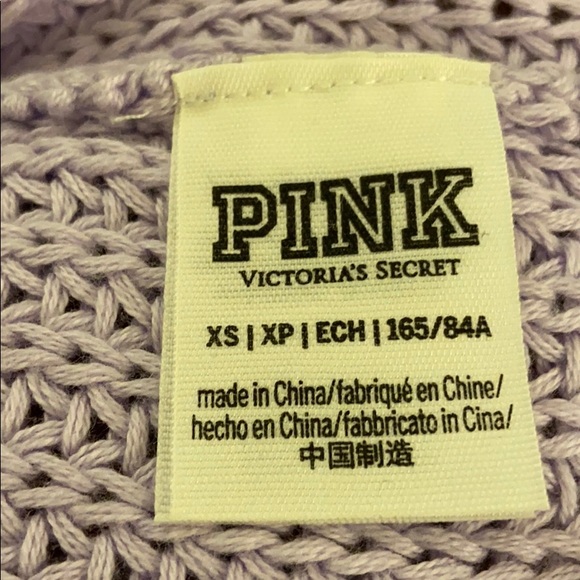 PINK
VICTORIA'S SECRET
XS | XP | ECH | 165/84A
made in China/fabriqué en Chine/
hecho en China/fabbricato in Cina/
中国制造